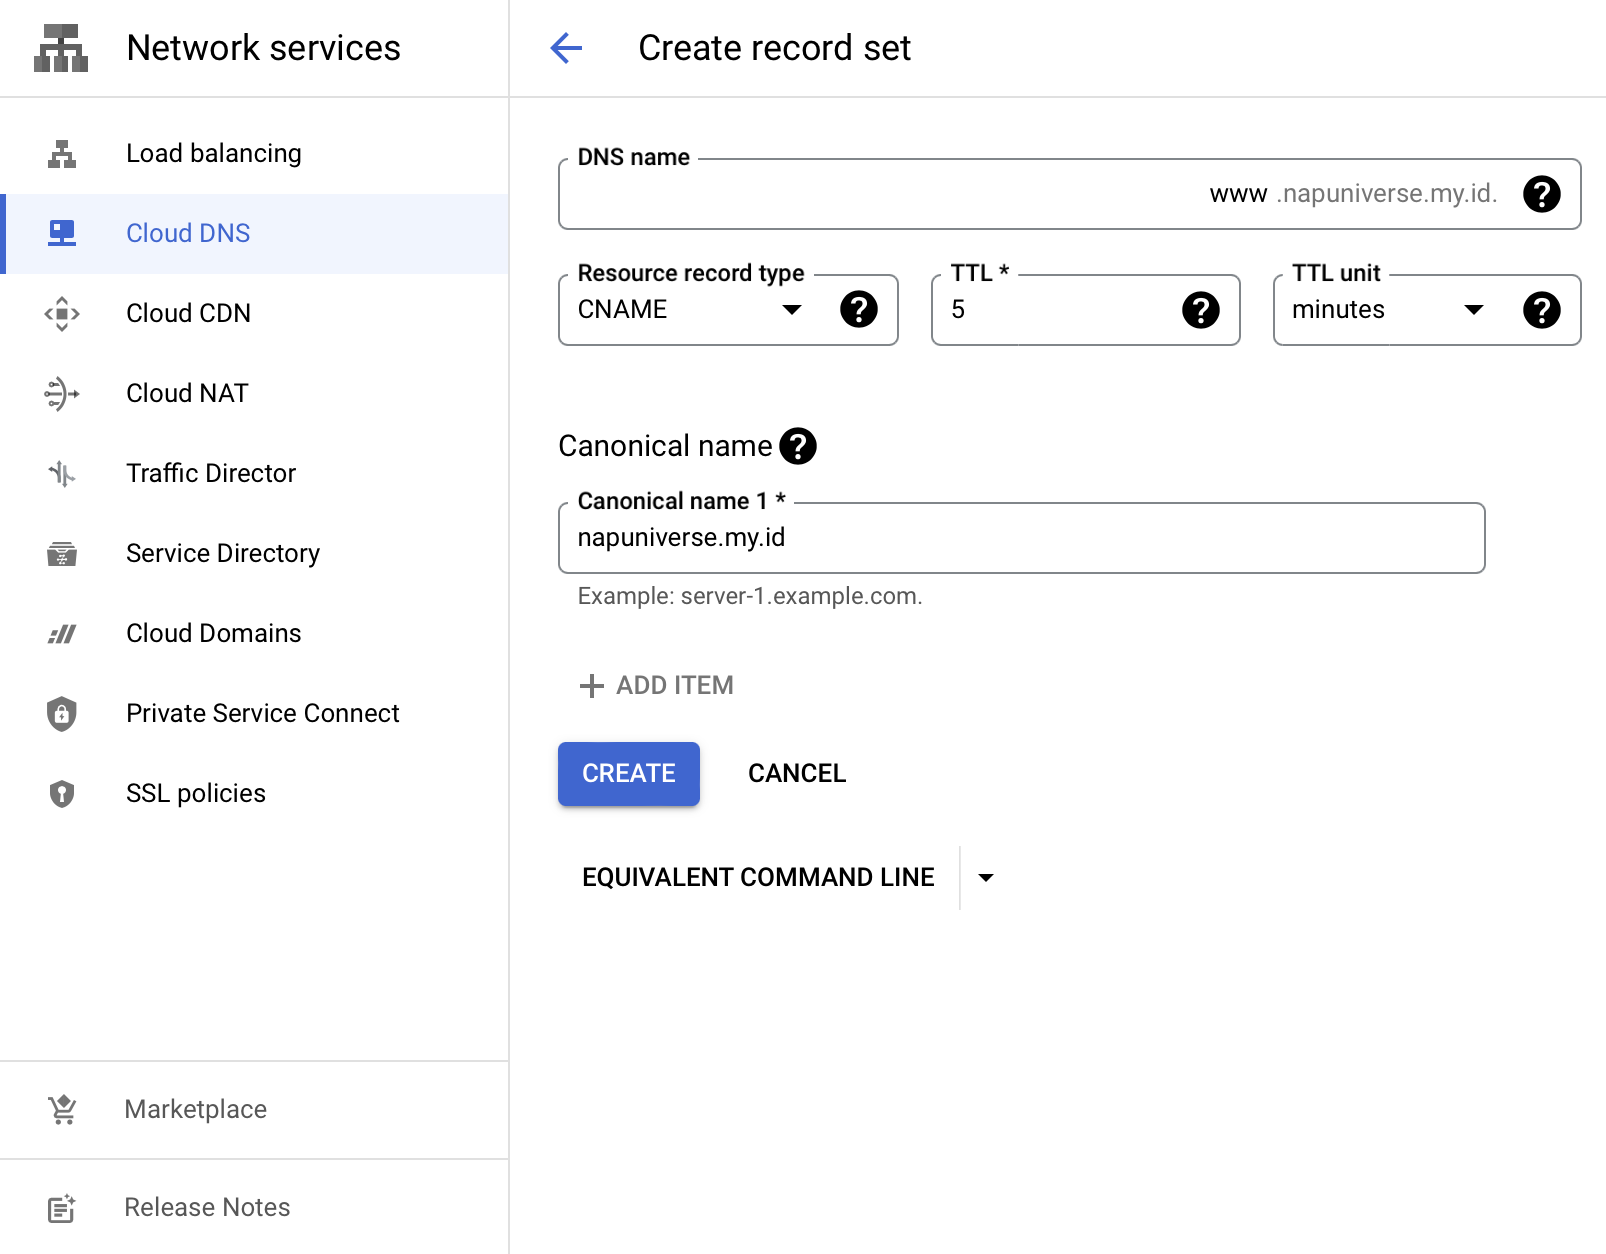 Network services
Create record set
Load balancing
Cloud DNS
Cloud CDN
Cloud NAT
Traffic Director
Service Directory
Cloud Domains
Private Service Connect
SSL policies
Marketplace
Release Notes
DNS name
www .napuniverse.my.id.
Resource record type
CNAME
TTL *
5
TTL unit
minutes
Canonical name
Canonical name 1 *
napuniverse.my.id
Example: server-1.example.com.
ADD ITEM
CREATE
CANCEL
EQUIVALENT COMMAND LINE